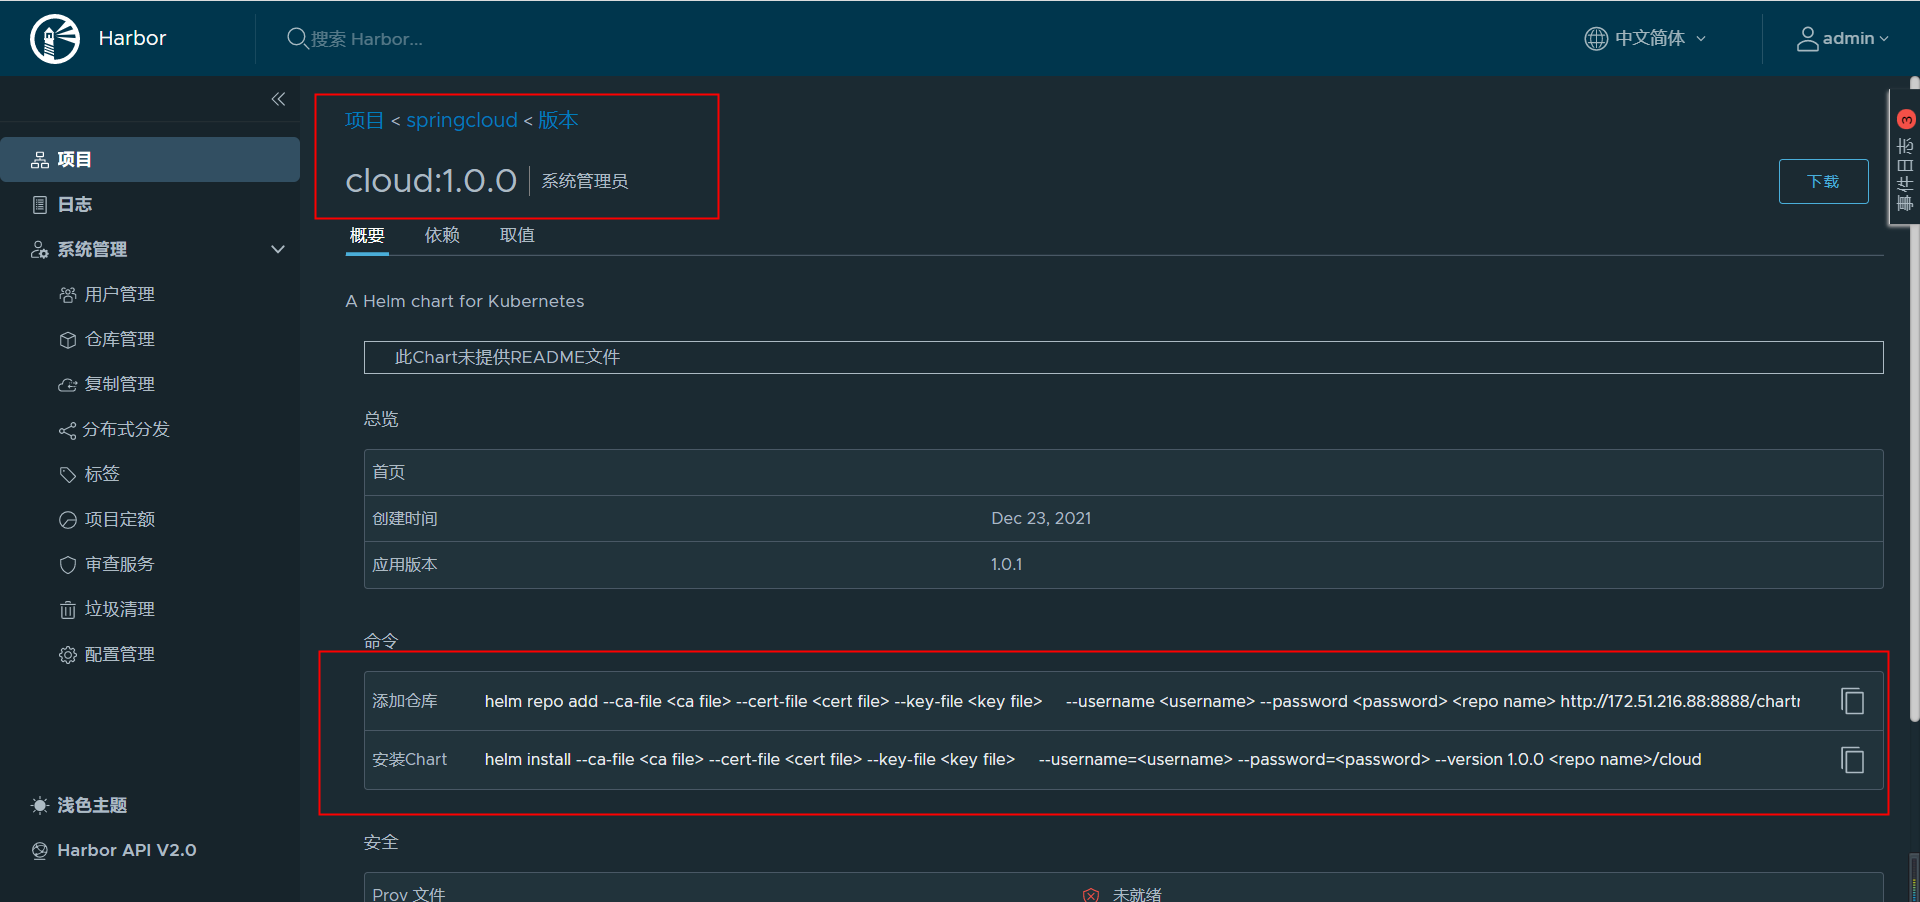 Harbor
搜索 Harbor...
中文简体
admin
项目
日志
系统管理
用户管理
仓库管理
复制管理
分布式分发
标签
项目定额
审查服务
垃圾清理
配置管理
浅色主题
Harbor API V2.0
项目 < springcloud < 版本
cloud:1.0.0 系统管理员
下载
3
事件日志
概要 依赖 取值
A Helm chart for Kubernetes
此Chart未提供README文件
总览
首页
创建时间 Dec 23, 2021
应用版本 1.0.1
命令
添加仓库 helm repo add --ca-file <ca file> --cert-file <cert file> --key-file <key file> --username <username> --password <password> <repo name> http://172.51.216.88:8888/chartr
安装Chart helm install --ca-file <ca file> --cert-file <cert file> --key-file <key file> --username=<username> --password=<password> --version 1.0.0 <repo name>/cloud
安全
Prov 文件 未就绪